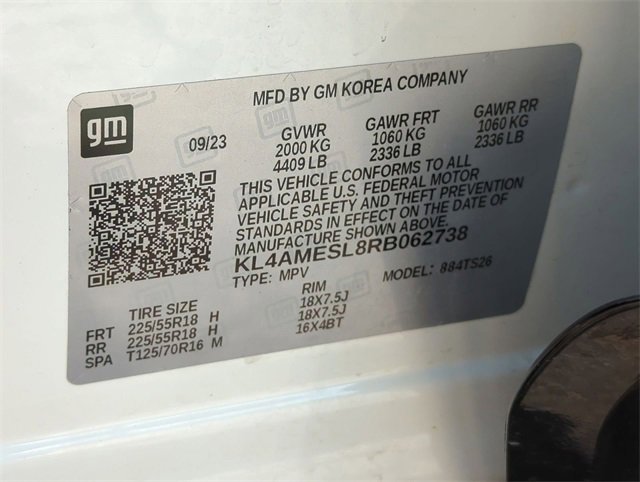 MFD BY GM KOREA COMPANY
gm
09/23
GVWR GAWR FRT GAWR RR
2000 KG 1060 KG 1060 KG
4409 LB 2336 LB 2336 LB
THIS VEHICLE CONFORMS TO ALL
APPLICABLE U.S. FEDERAL MOTOR
VEHICLE SAFETY AND THEFT PREVENTION
STANDARDS IN EFFECT ON THE DATE OF
MANUFACTURE SHOWN ABOVE.
KL4AMESL8RB062738
TYPE: MPV MODEL: 884TS26
TIRE SIZE RIM
FRT 225/55R18 H 18X7.5J
RR 225/55R18 H 18X7.5J
SPA T125/70R16 M 16X4BT